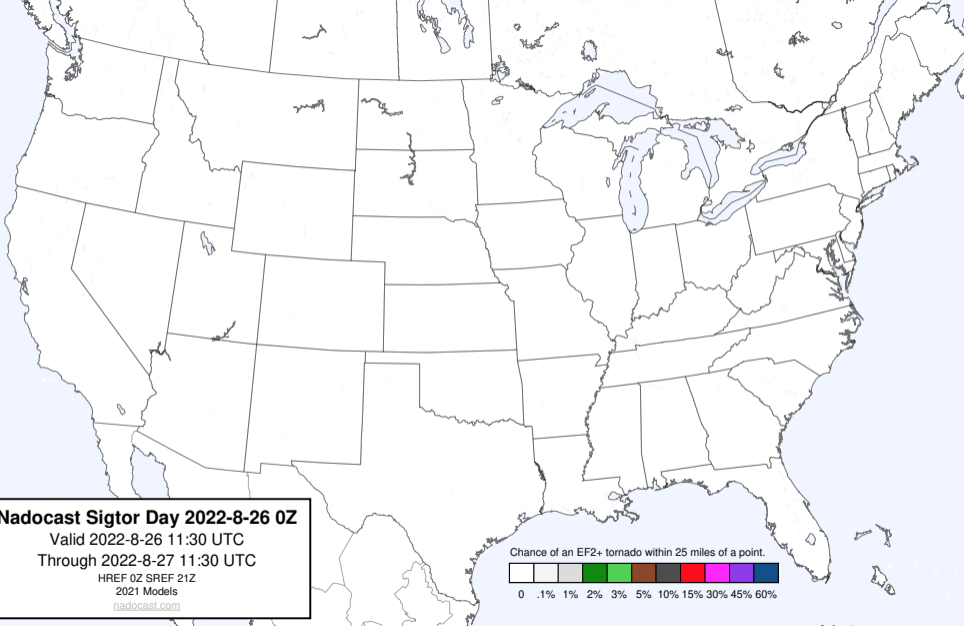 Nadocast Sigtor Day 2022-8-26 0Z
Valid 2022-8-26 11:30 UTC
Through 2022-8-27 11:30 UTC
HREF 0Z SREF 21Z
2021 Models
nadocast.com
Chance of an EF2+ tornado within 25 miles of a point.
0 .1% 1% 2% 3% 5% 10% 15% 30% 45% 60%